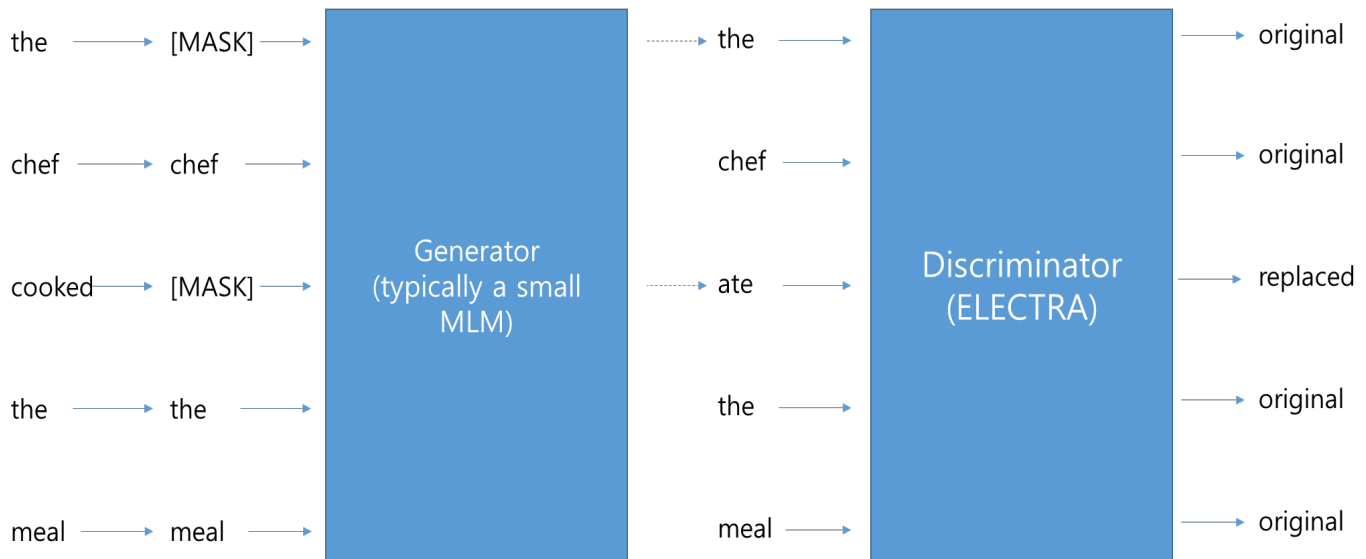 the [MASK] the original
chef chef chef original
Generator
(typically a small
MLM)
Discriminator
(ELECTRA)
cooked [MASK] ate replaced
the the the original
meal meal meal original